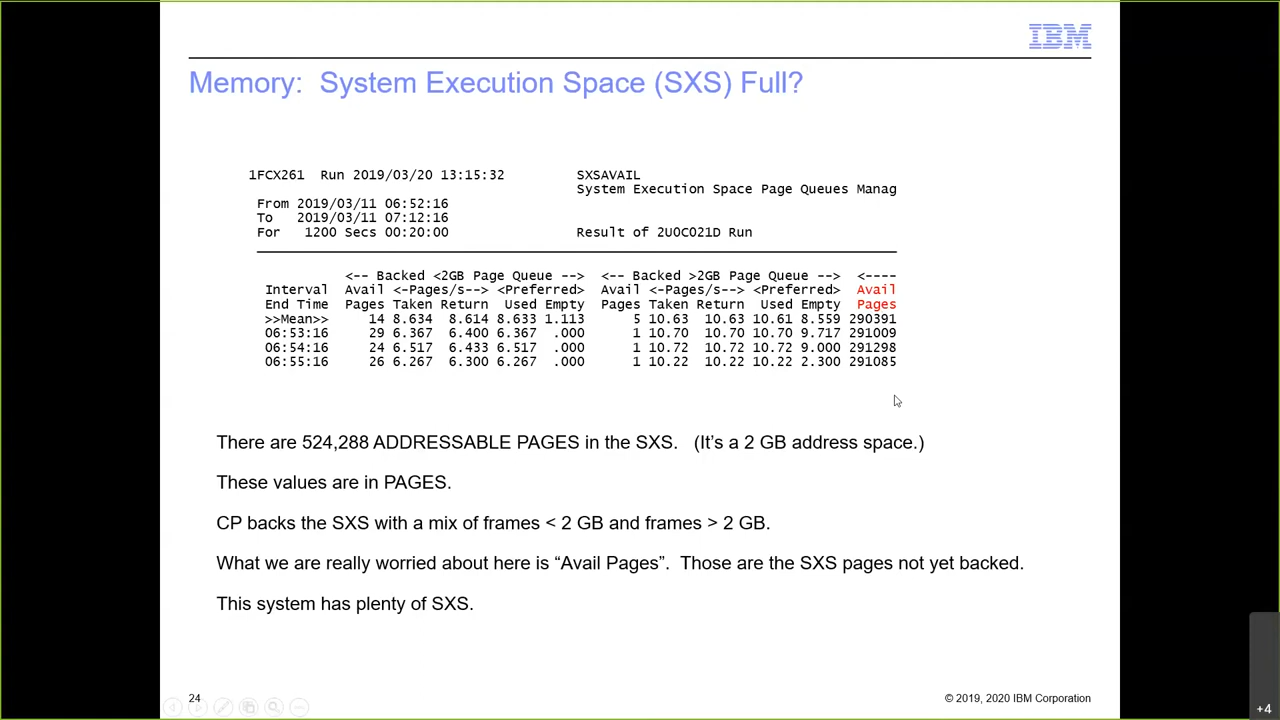 IBM
Memory: System Execution Space (SXS) Full?
1FCX261 Run 2019/03/20 13:15:32 SXSAVAIL
System Execution Space Page Queues Manag
From 2019/03/11 06:52:16
To 2019/03/11 07:12:16
For 1200 Secs 00:20:00 Result of 2UOC021D Run
<-- Backed <2GB Page Queue --> <-- Backed >2GB Page Queue --> <----
Interval Avail <-Pages/s--> <Preferred> Avail <-Pages/s--> <Preferred> Avail
End Time Pages Taken Return Used Empty Pages Taken Return Used Empty Pages
>>Mean>> 14 8.634 8.614 8.633 1.113 5 10.63 10.63 10.61 8.559 290391
06:53:16 29 6.367 6.400 6.367 .000 1 10.70 10.70 10.70 9.717 291009
06:54:16 24 6.517 6.433 6.517 .000 1 10.72 10.72 10.72 9.000 291298
06:55:16 26 6.267 6.300 6.267 .000 1 10.22 10.22 10.22 2.300 291085
There are 524,288 ADDRESSABLE PAGES in the SXS. (It's a 2 GB address space.)
These values are in PAGES.
CP backs the SXS with a mix of frames < 2 GB and frames > 2 GB.
What we are really worried about here is “Avail Pages”. Those are the SXS pages not yet backed.
This system has plenty of SXS.
24
© 2019, 2020 IBM Corporation
+4